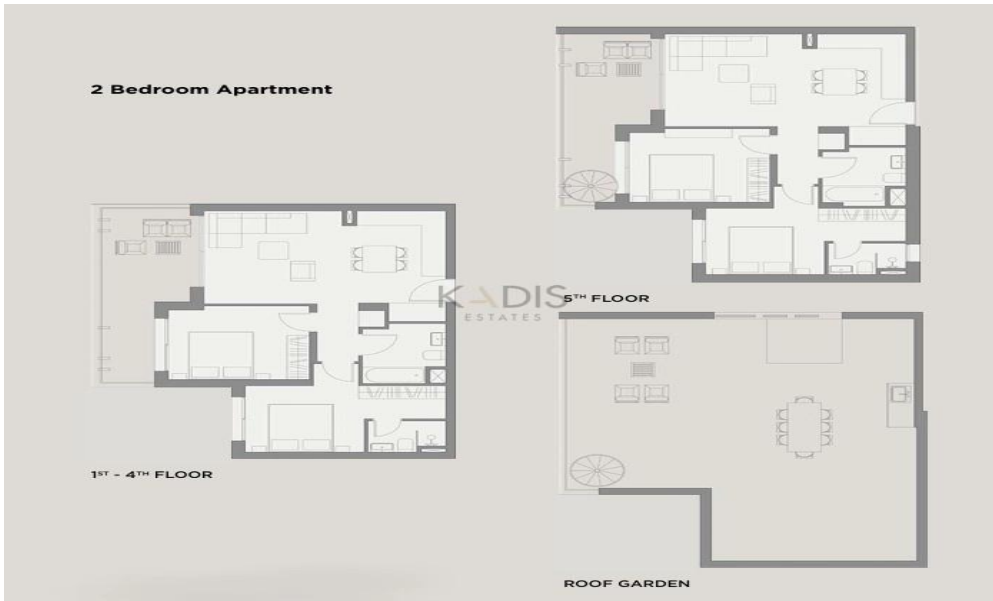 2 Bedroom Apartment
KADIS
ESTATES
5TH FLOOR
1ST - 4TH FLOOR
ROOF GARDEN